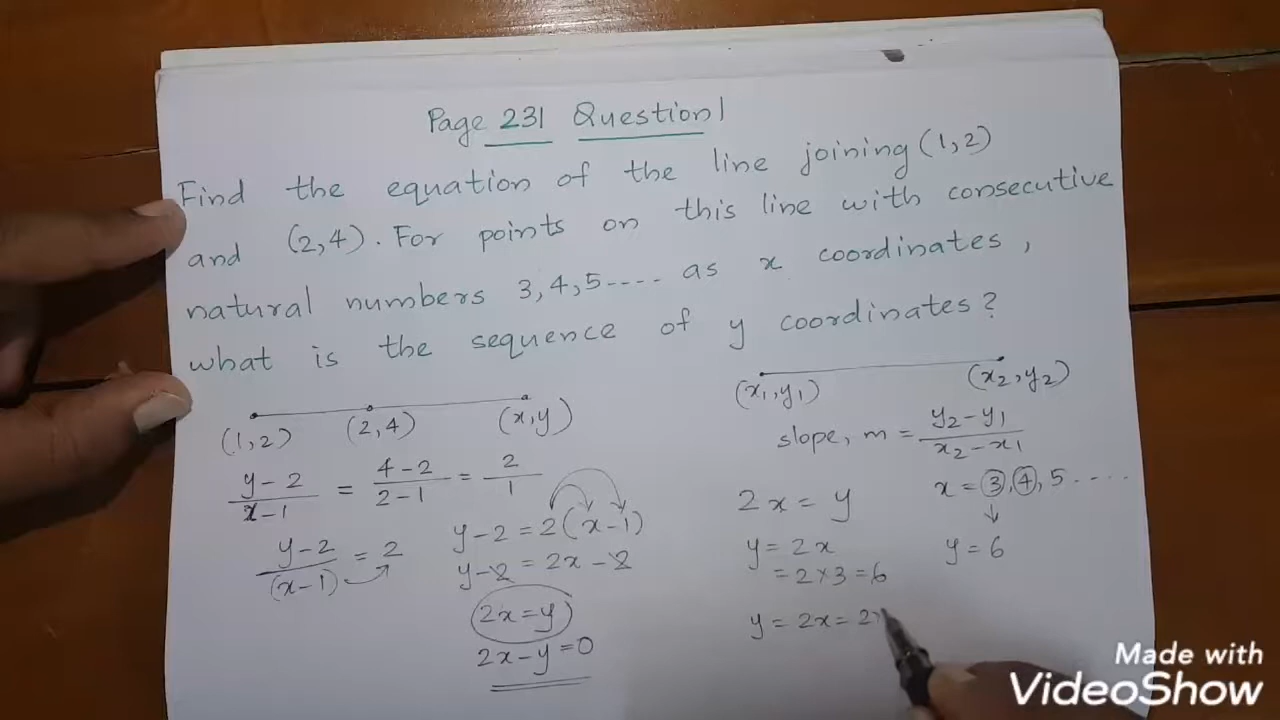 Page 231 Question 1
Find the equation of the line joining (1,2)
and (2,4). For points on this line with consecutive
natural numbers 3,4,5---- as x coordinates,
what is the sequence of y coordinates?
(1,2) (2,4) (x,y)
y-2/x-1 = 4-2/2-1 = 2/1
y-2/(x-1) = 2
y-2 = 2(x-1)
y-2 = 2x-2
2x=y
2x-y=0
(x1,y1) (x2,y2)
slope, m = y2-y1/x2-x1
2x = y
x = 3,4,5----
y = 2x
= 2×3=6
y = 6
y = 2x = 2×
Made with
VideoShow